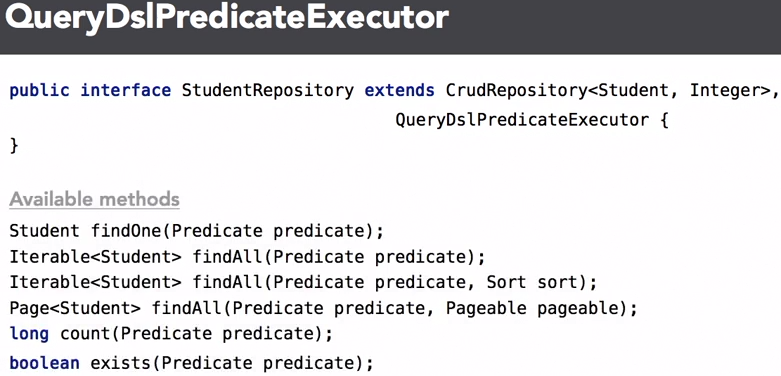 QueryDslPredicateExecutor
public interface StudentRepository extends CrudRepository<Student, Integer>,
QueryDslPredicateExecutor {
}
Available methods
Student findOne(Predicate predicate);
Iterable<Student> findAll(Predicate predicate);
Iterable<Student> findAll(Predicate predicate, Sort sort);
Page<Student> findAll(Predicate predicate, Pageable pageable);
long count(Predicate predicate);
boolean exists(Predicate predicate);